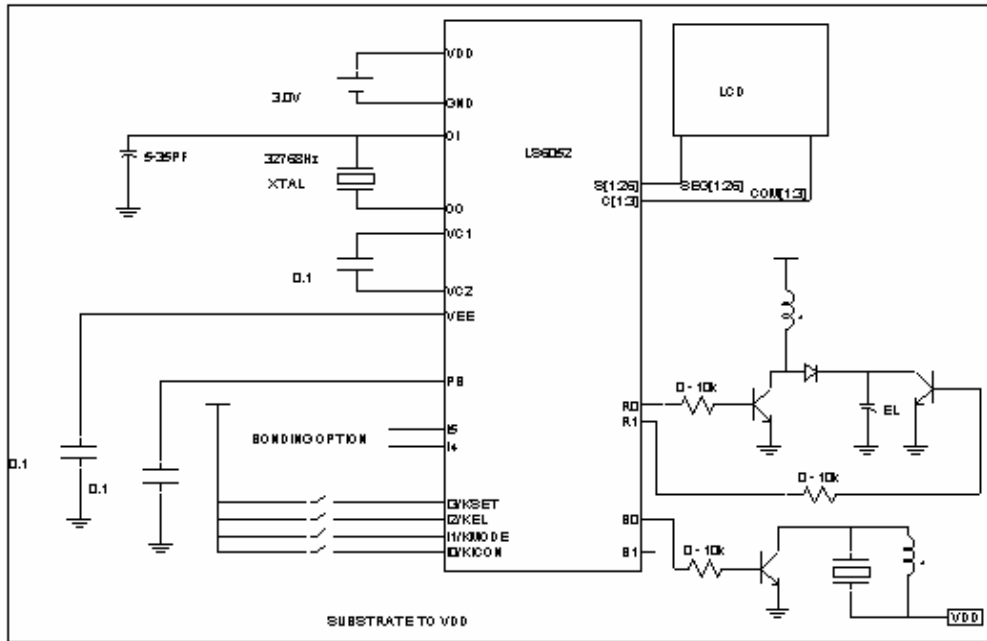 VDD
3.0V
GND
OI
5-35PF
32768Hz
XTAL
OO
VC1
0.1
VC2
VEE
PB
I5
BONDING OPTION
I4
0.1
0.1
I3/KSET
I2/KEL
I1/KMODE
I0/KICON
SUBSTRATE TO VDD
LS6052
LCD
S[1:26]
SEG[1:26]
C[1:3]
COM[1:3]
R0
0 - 10k
EL
R1
0 - 10k
B0
0 - 10k
B1
VDD